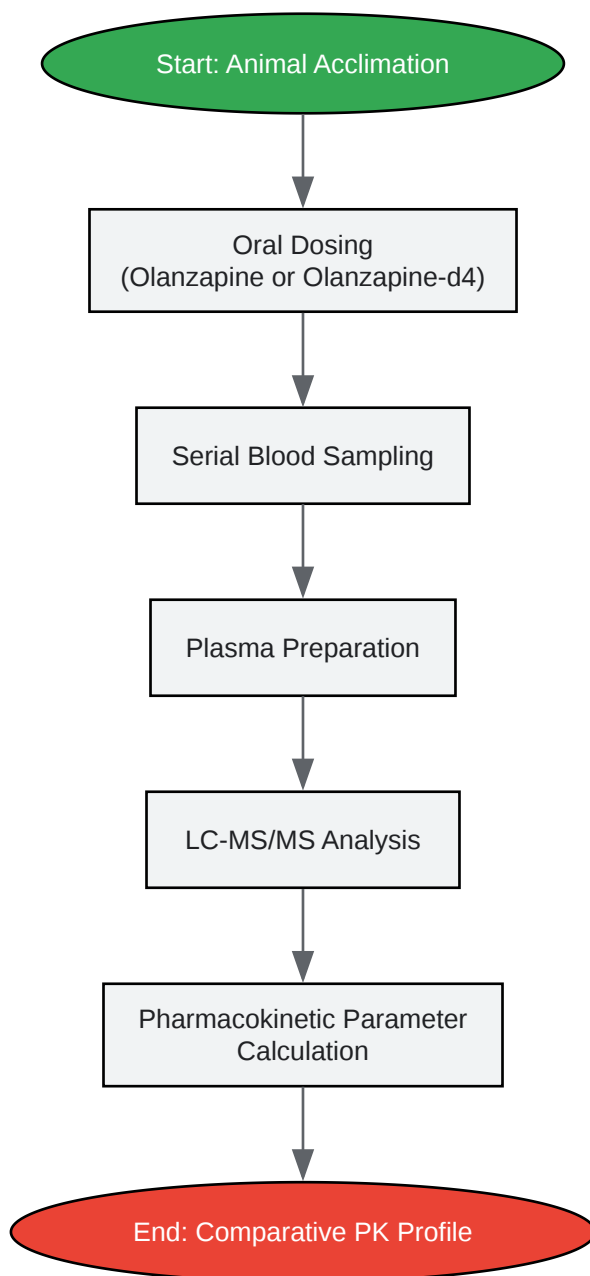 Start: Animal Acclimation
Oral Dosing
(Olanzapine or Olanzapine-d4)
Serial Blood Sampling
Plasma Preparation
LC-MS/MS Analysis
Pharmacokinetic Parameter
Calculation
End: Comparative PK Profile